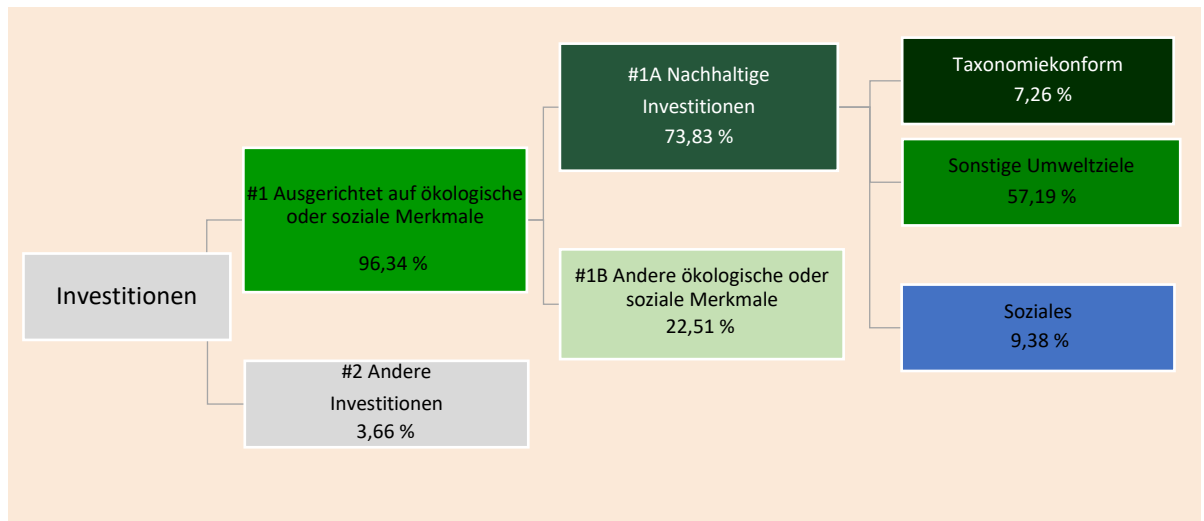 Investitionen
#1 Ausgerichtet auf ökologische
oder soziale Merkmale
96,34 %
#2 Andere
Investitionen
3,66 %
#1A Nachhaltige
Investitionen
73,83 %
#1B Andere ökologische oder
soziale Merkmale
22,51 %
Taxonomiekonform
7,26 %
Sonstige Umweltziele
57,19 %
Soziales
9,38 %